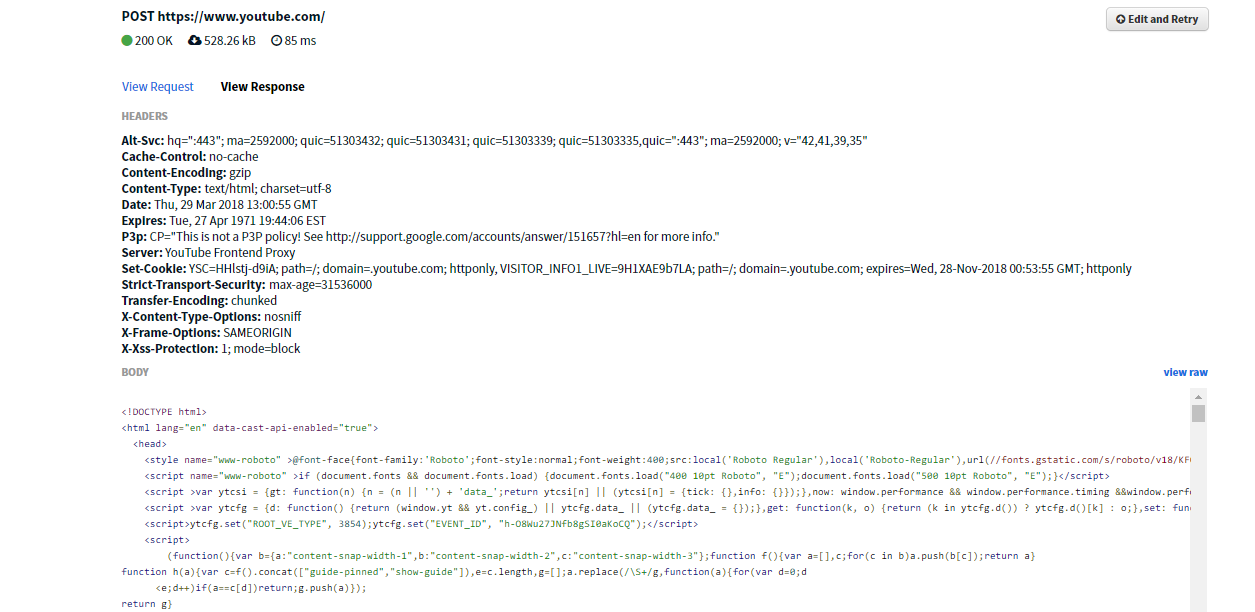 POST https://www.youtube.com/
Edit and Retry
200 OK 528.26 kB 85 ms
View Request View Response
HEADERS
Alt-Svc: hq=":443"; ma=2592000; quic=51303432; quic=51303431; quic=51303339; quic=51303335,quic=":443"; ma=2592000; v="42,41,39,35"
Cache-Control: no-cache
Content-Encoding: gzip
Content-Type: text/html; charset=utf-8
Date: Thu, 29 Mar 2018 13:00:55 GMT
Expires: Tue, 27 Apr 1971 19:44:06 EST
P3p: CP="This is not a P3P policy! See http://support.google.com/accounts/answer/151657?hl=en for more info."
Server: YouTube Frontend Proxy
Set-Cookie: YSC=HHlstj-d9iA; path=/; domain=.youtube.com; httponly, VISITOR_INFO1_LIVE=9H1XAE9b7LA; path=/; domain=.youtube.com; expires=Wed, 28-Nov-2018 00:53:55 GMT; httponly
Strict-Transport-Security: max-age=31536000
Transfer-Encoding: chunked
X-Content-Type-Options: nosniff
X-Frame-Options: SAMEORIGIN
X-Xss-Protection: 1; mode=block
BODY view raw
<!DOCTYPE html>
<html lang="en" data-cast-api-enabled="true">
<head>
<style name="www-roboto" >@font-face{font-family:'Roboto';font-style:normal;font-weight:400;src:local('Roboto Regular'),local('Roboto-Regular'),url(//fonts.gstatic.com/s/roboto/v18/KF
<script name="www-roboto" >if (document.fonts && document.fonts.load) {document.fonts.load("400 10pt Roboto", "E");document.fonts.load("500 10pt Roboto", "E");}</script>
<script >var ytcsi = {gt: function(n) {n = (n || '') + 'data_';return ytcsi[n] || (ytcsi[n] = {tick: {},info: {}});},now: window.performance && window.performance.timing &&window.perf
<script >var ytcfg = {d: function() {return (window.yt && yt.config_) || ytcfg.data_ || (ytcfg.data_ = {});},get: function(k, o) {return (k in ytcfg.d()) ? ytcfg.d()[k] : o;},set: fun
<script>ytcfg.set("ROOT_VE_TYPE", 3854);ytcfg.set("EVENT_ID", "h-O8Wu27JNfb8gSI0aKoCQ");</script>
<script>
(function(){var b={a:"content-snap-width-1",b:"content-snap-width-2",c:"content-snap-width-3"};function f(){var a=[],c;for(c in b)a.push(b[c]);return a}
function h(a){var c=f().concat(["guide-pinned","show-guide"]),e=c.length,g=[];a.replace(/\S+/g,function(a){for(var d=0;d
<e;d++)if(a==c[d])return;g.push(a)});
return g}